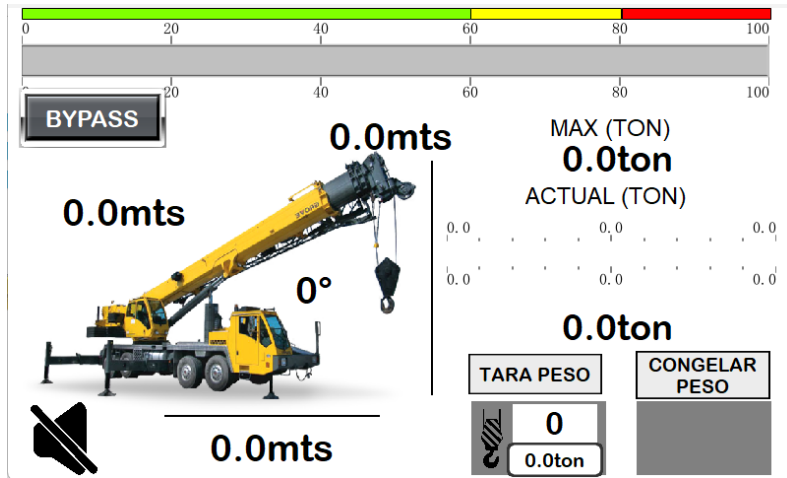 0 20 40 60 80 100
20 40 60 80 100
BYPASS
0.0mts
MAX (TON)
0.0ton
ACTUAL (TON)
0.0mts
0.0 0.0 0.0
0.0 0.0 0.0
0°
0.0ton
TARA PESO
CONGELAR
PESO
0
0.0ton
0.0mts